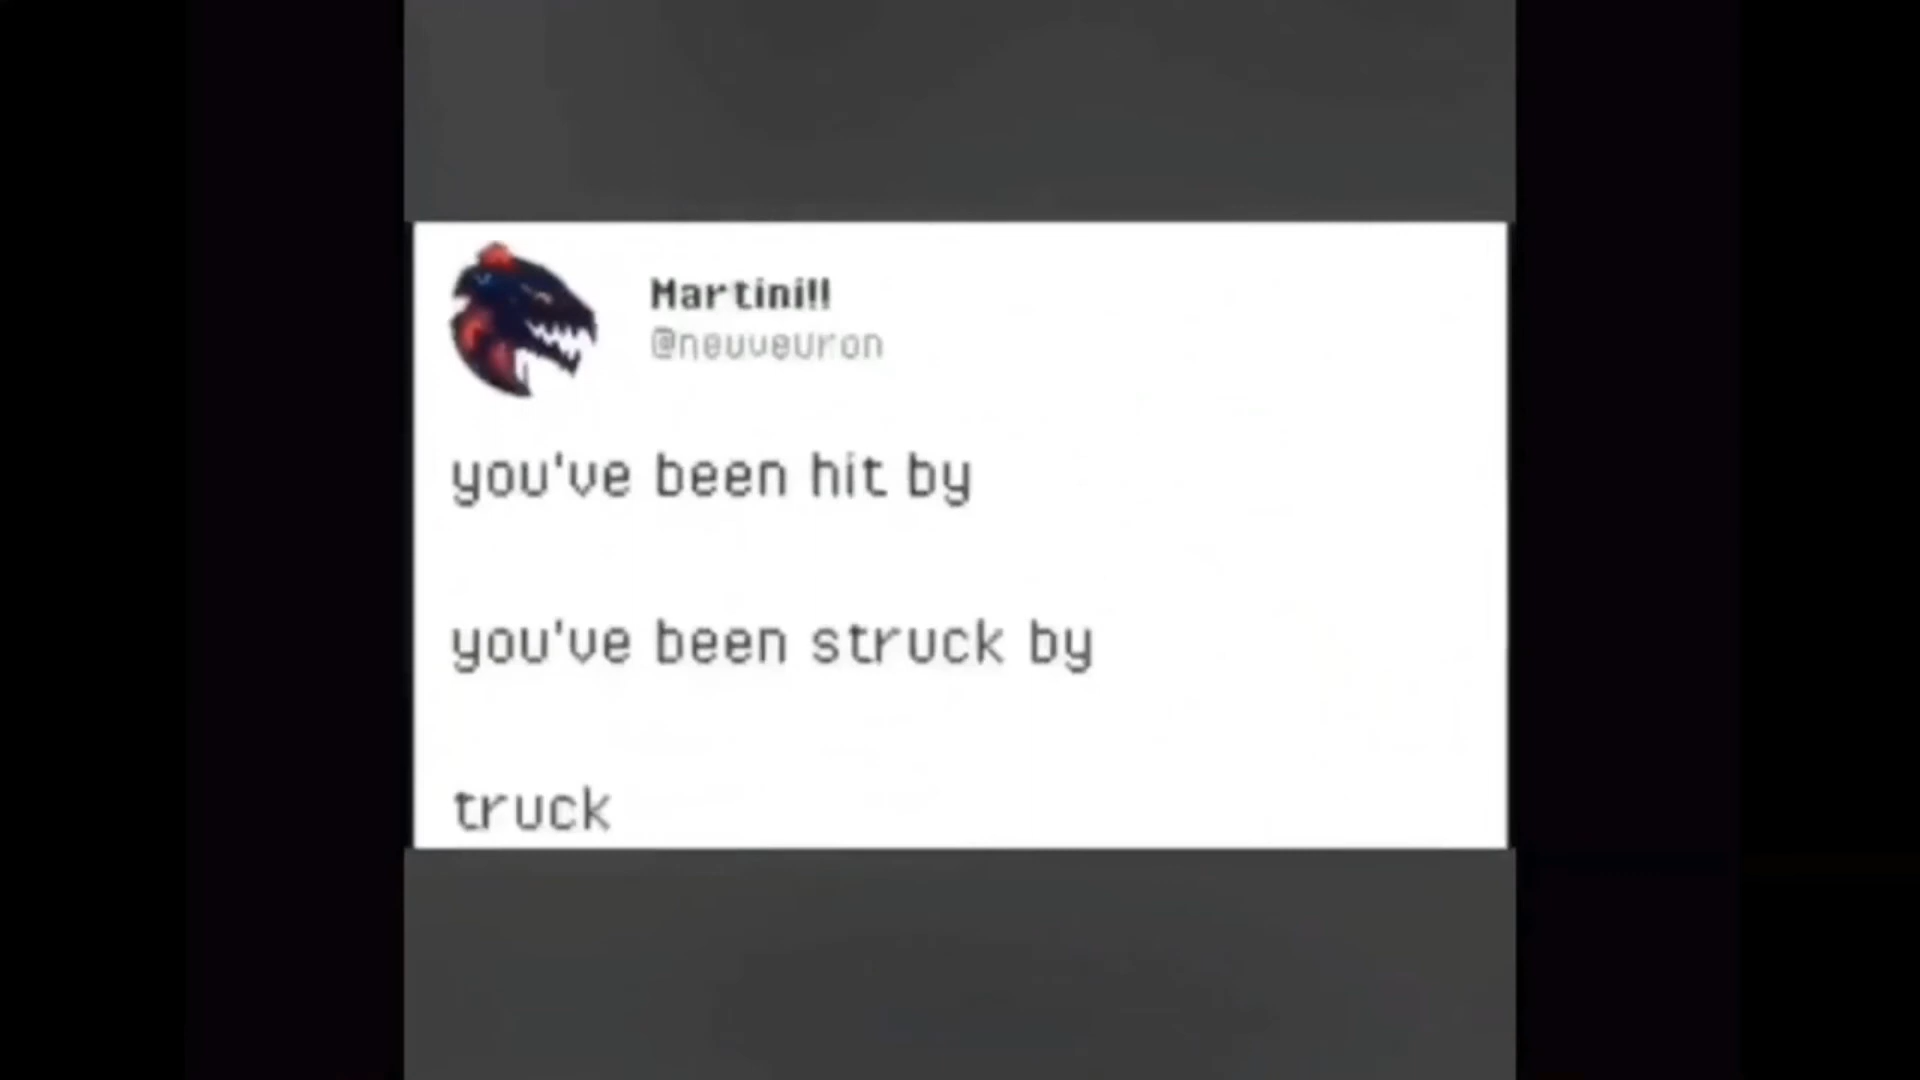 Martini!!
@neuveuron
you've been hit by
you've been struck by
truck